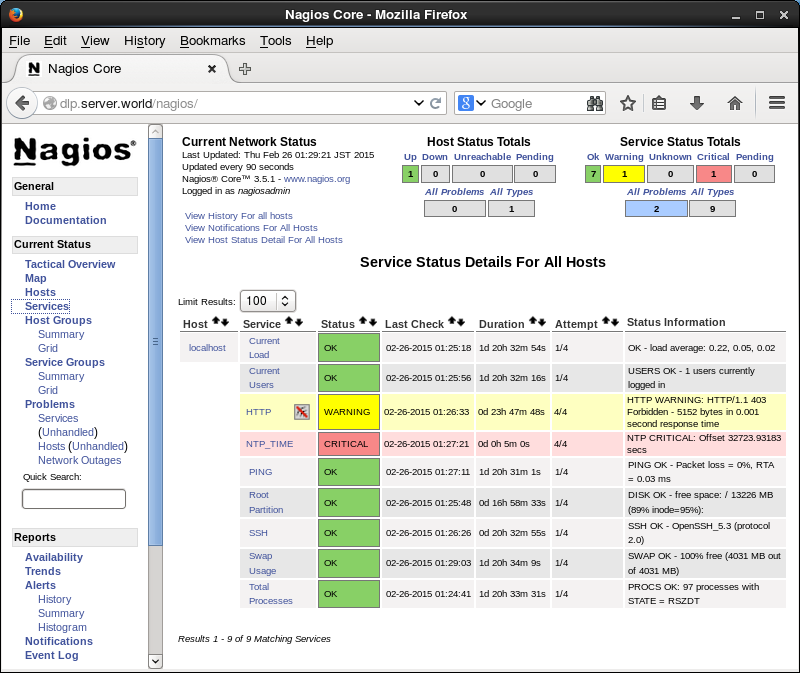 Nagios Core - Mozilla Firefox
File Edit View History Bookmarks Tools Help
Nagios Core
dlp.server.world/nagios/
Google
Nagios®
General
Home
Documentation
Current Status
Tactical Overview
Map
Hosts
Services
Host Groups
Summary
Grid
Service Groups
Summary
Grid
Problems
Services
(Unhandled)
Hosts (Unhandled)
Network Outages
Quick Search:
Reports
Availability
Trends
Alerts
History
Summary
Histogram
Notifications
Event Log
Current Network Status
Last Updated: Thu Feb 26 01:29:21 JST 2015
Updated every 90 seconds
Nagios® Core™ 3.5.1 - www.nagios.org
Logged in as nagiosadmin
View History For all hosts
View Notifications For All Hosts
View Host Status Detail For All Hosts
Host Status Totals
Up Down Unreachable Pending
1 0 0 0
All Problems All Types
0 1
Service Status Totals
Ok Warning Unknown Critical Pending
7 1 0 1 0
All Problems All Types
2 9
Service Status Details For All Hosts
Limit Results: 100
Host Service Status Last Check Duration Attempt Status Information
localhost Current Load OK 02-26-2015 01:25:18 1d 20h 32m 54s 1/4 OK - load average: 0.22, 0.05, 0.02
Current Users OK 02-26-2015 01:25:56 1d 20h 32m 16s 1/4 USERS OK - 1 users currently logged in
HTTP WARNING 02-26-2015 01:26:33 0d 23h 47m 48s 4/4 HTTP WARNING: HTTP/1.1 403 Forbidden - 5152 bytes in 0.001 second response time
NTP_TIME CRITICAL 02-26-2015 01:27:21 0d 0h 5m 0s 4/4 NTP CRITICAL: Offset 32723.93183 secs
PING OK 02-26-2015 01:27:11 1d 20h 31m 1s 1/4 PING OK - Packet loss = 0%, RTA = 0.03 ms
Root Partition OK 02-26-2015 01:25:48 0d 16h 58m 33s 1/4 DISK OK - free space: / 13226 MB (89% inode=95%):
SSH OK 02-26-2015 01:26:26 0d 20h 32m 55s 1/4 SSH OK - OpenSSH_5.3 (protocol 2.0)
Swap Usage OK 02-26-2015 01:29:03 1d 20h 34m 9s 1/4 SWAP OK - 100% free (4031 MB out of 4031 MB)
Total Processes OK 02-26-2015 01:24:41 1d 20h 33m 31s 1/4 PROCS OK: 97 processes with STATE = RSZDT
Results 1 - 9 of 9 Matching Services